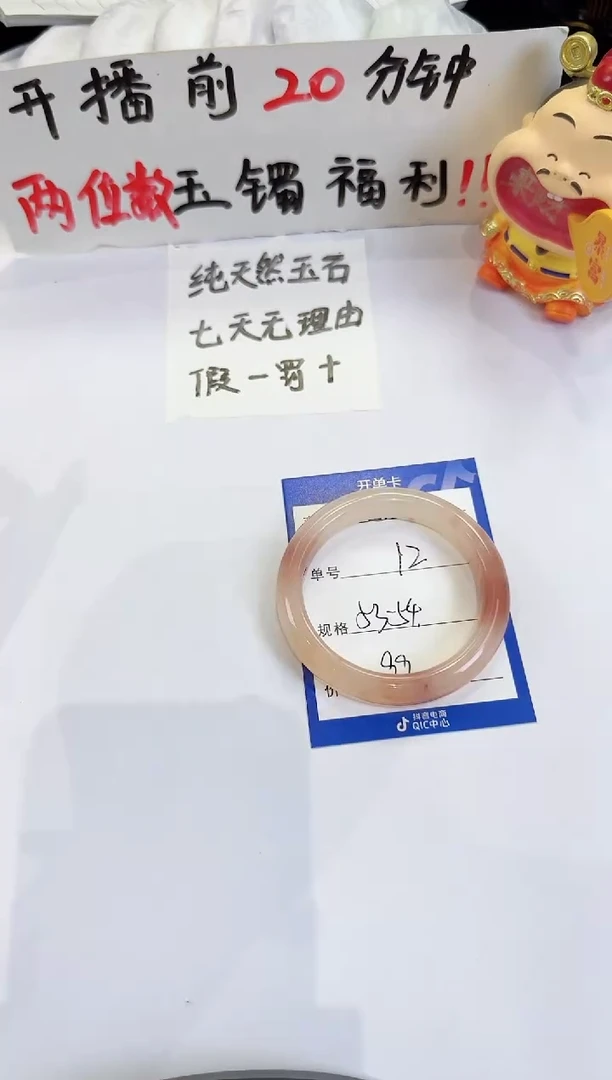 开播前20分钟
两位数玉镯福利!!
纯天然玉石
七天无理由
假一罚十
开单卡
单号 12
规格 53-54
价 99
抖音电商
QIC中心